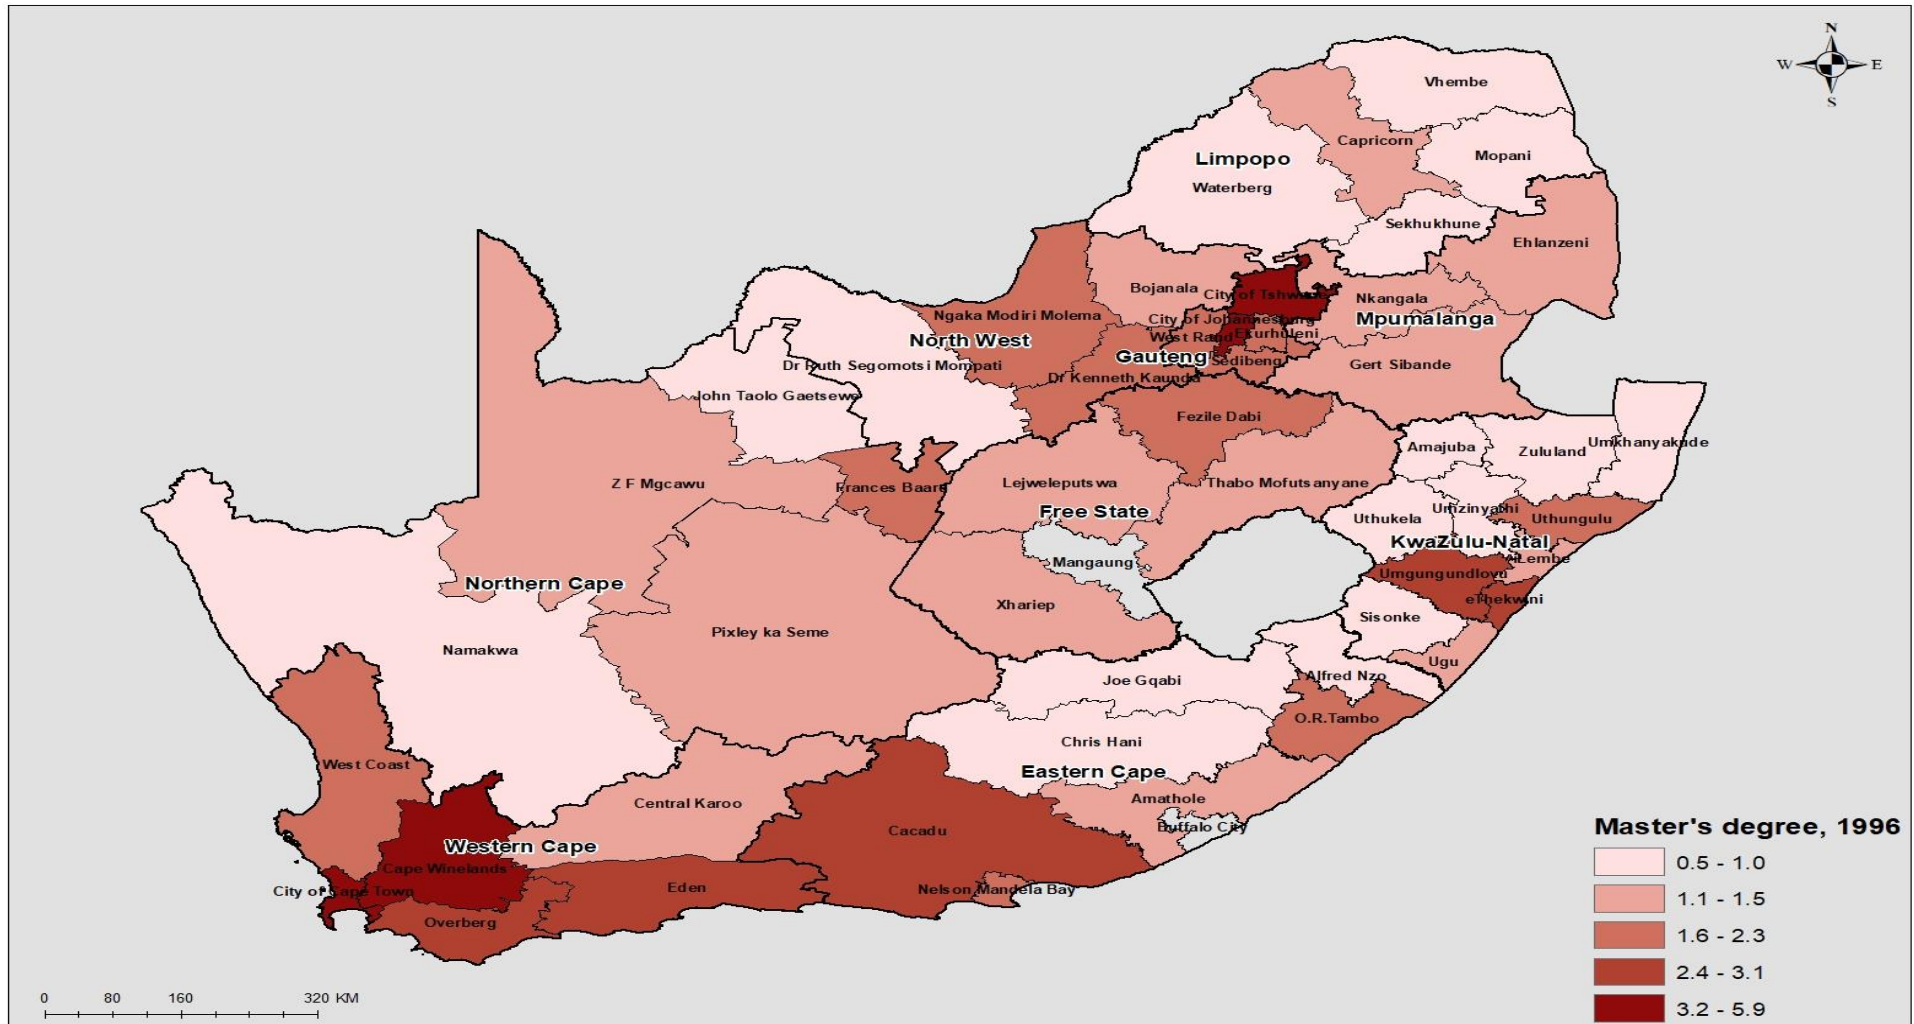 N
W E
S
Vhembe
Capricorn
Mopani
Limpopo
Waterberg
Sekhukhune
Ehlanzeni
Bojanala
City of Tshwane
Nkangala
Ngaka Modiri Molema
City of Johannesburg
Mpumalanga
North West
West Rand
Ekurhuleni
Gauteng
Sedibeng
Dr Ruth Segomotsi Mompati
Gert Sibande
Dr Kenneth Kaunda
John Taolo Gaetsewe
Fezile Dabi
Amajuba
Zululand
Umkhanyakude
Z F Mgcawu
Frances Baard
Lejweleputswa
Thabo Mofutsanyane
Free State
Uthukela
Umzinyathi
Uthungulu
KwaZulu-Natal
iLembe
Mangaung
Umgungundlovu
Northern Cape
eThekwini
Xhariep
Sisonke
Pixley ka Seme
Namakwa
Ugu
Joe Gqabi
Alfred Nzo
O.R.Tambo
Chris Hani
West Coast
Eastern Cape
Central Karoo
Amathole
Buffalo City
Cacadu
Western Cape
Cape Winelands
City of Cape Town
Eden
Nelson Mandela Bay
Overberg
Master's degree, 1996
0.5 - 1.0
1.1 - 1.5
1.6 - 2.3
2.4 - 3.1
3.2 - 5.9
0 80 160 320 KM